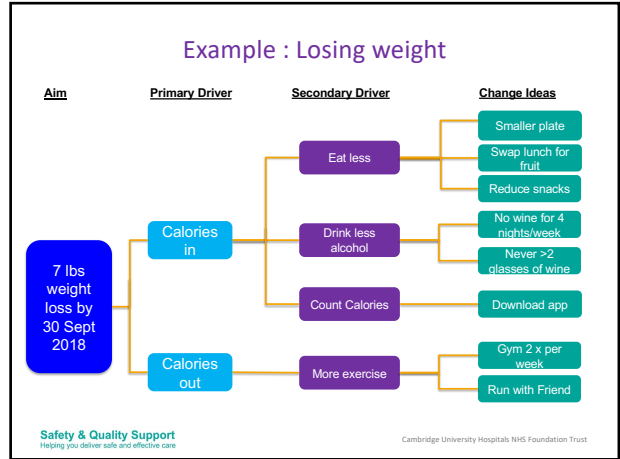 Example : Losing weight
Aim
Primary Driver
Secondary Driver
Change Ideas
7 lbs
weight
loss by
30 Sept
2018
Calories
in
Calories
out
Eat less
Drink less
alcohol
Count Calories
More exercise
Smaller plate
Swap lunch for
fruit
Reduce snacks
No wine for 4
nights/week
Never >2
glasses of wine
Download app
Gym 2 x per
week
Run with Friend
Safety & Quality Support
Helping you deliver safe and effective care
Cambridge University Hospitals NHS Foundation Trust